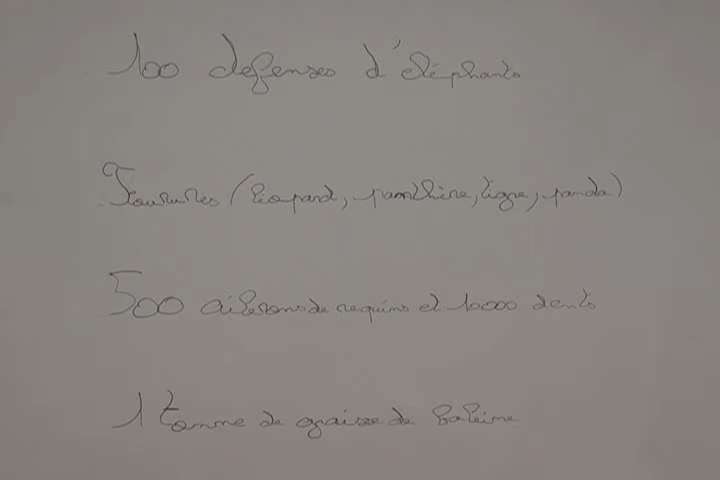 100 défenses d'éléphants
Fourures (léopard, panthère, tigre, panda)
500 ailerons de requins et 10000 dents
1 tonne de graisse de baleine